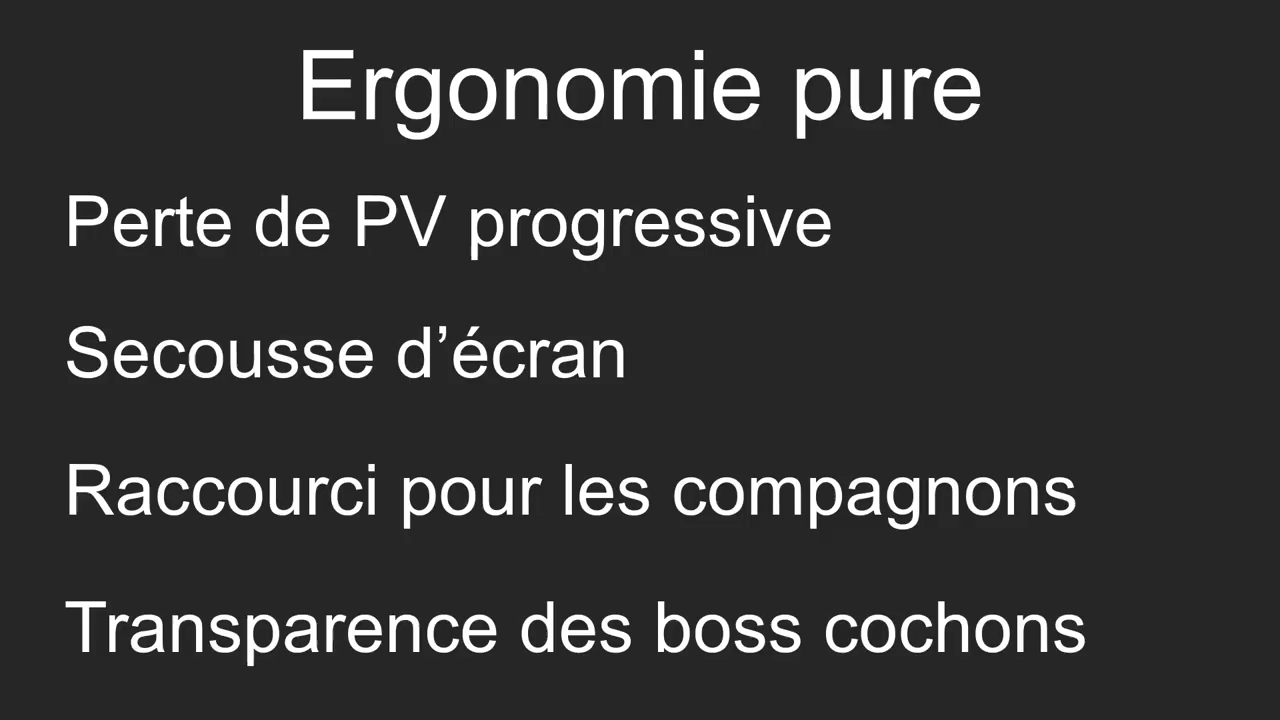 Ergonomie pure
Perte de PV progressive
Secousse d’écran
Raccourci pour les compagnons
Transparence des boss cochons